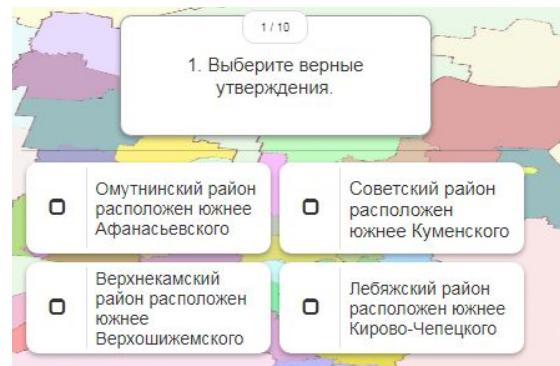 1 / 10
1. Выберите верные
утверждения.
Омутнинский район
расположен южнее
Афанасьевского
Советский район
расположен
южнее Куменского
Верхнекамский
район расположен
южнее
Верхошижемского
Лебяжский район
расположен южнее
Кирово-Чепецкого